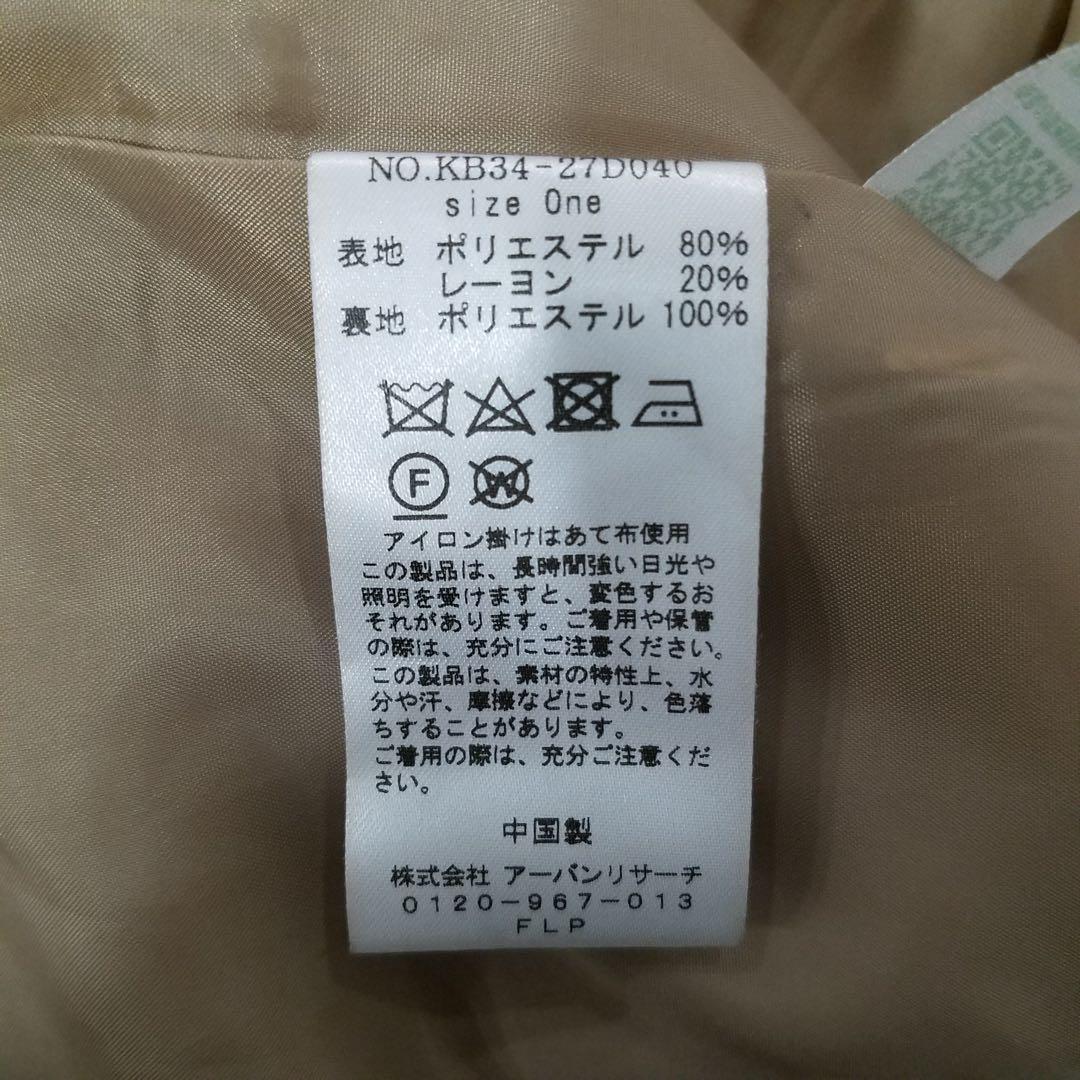 NO.KB34-27D040
size One
表地 ポリエステル 80%
レーヨン 20%
裏地 ポリエステル 100%
F W
アイロン掛けはあて布使用
この製品は、長時間強い日光や
照明を受けますと、変色するお
それがあります。ご着用や保管
の際は、充分にご注意ください。
この製品は、素材の特性上、水
分や汗、摩擦などにより、色落
ちすることがあります。
ご着用の際は、充分ご注意くだ
さい。
中国製
株式会社 アーバンリサーチ
0120-967-013
FLP